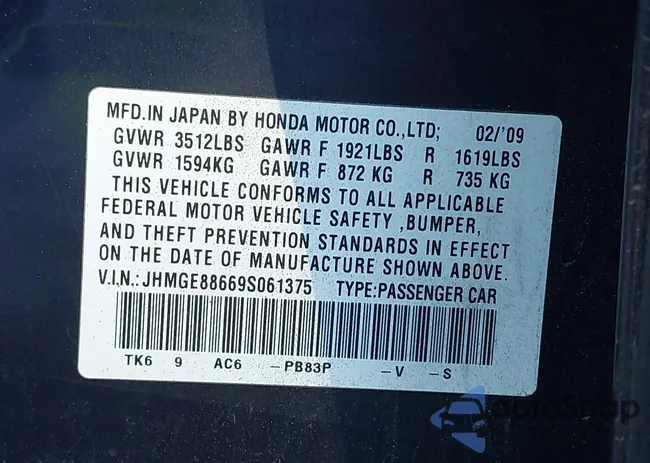 MFD.IN JAPAN BY HONDA MOTOR CO.,LTD; 02/'09
GVWR 3512LBS GAWR F 1921LBS R 1619LBS
GVWR 1594KG GAWR F 872 KG R 735 KG
THIS VEHICLE CONFORMS TO ALL APPLICABLE
FEDERAL MOTOR VEHICLE SAFETY ,BUMPER,
AND THEFT PREVENTION STANDARDS IN EFFECT
ON THE DATE OF MANUFACTURE SHOWN ABOVE.
V.I.N.: JHMGE88669S061375 TYPE:PASSENGER CAR
TK6 9 AC6 -PB83P -V -S
autoSnap